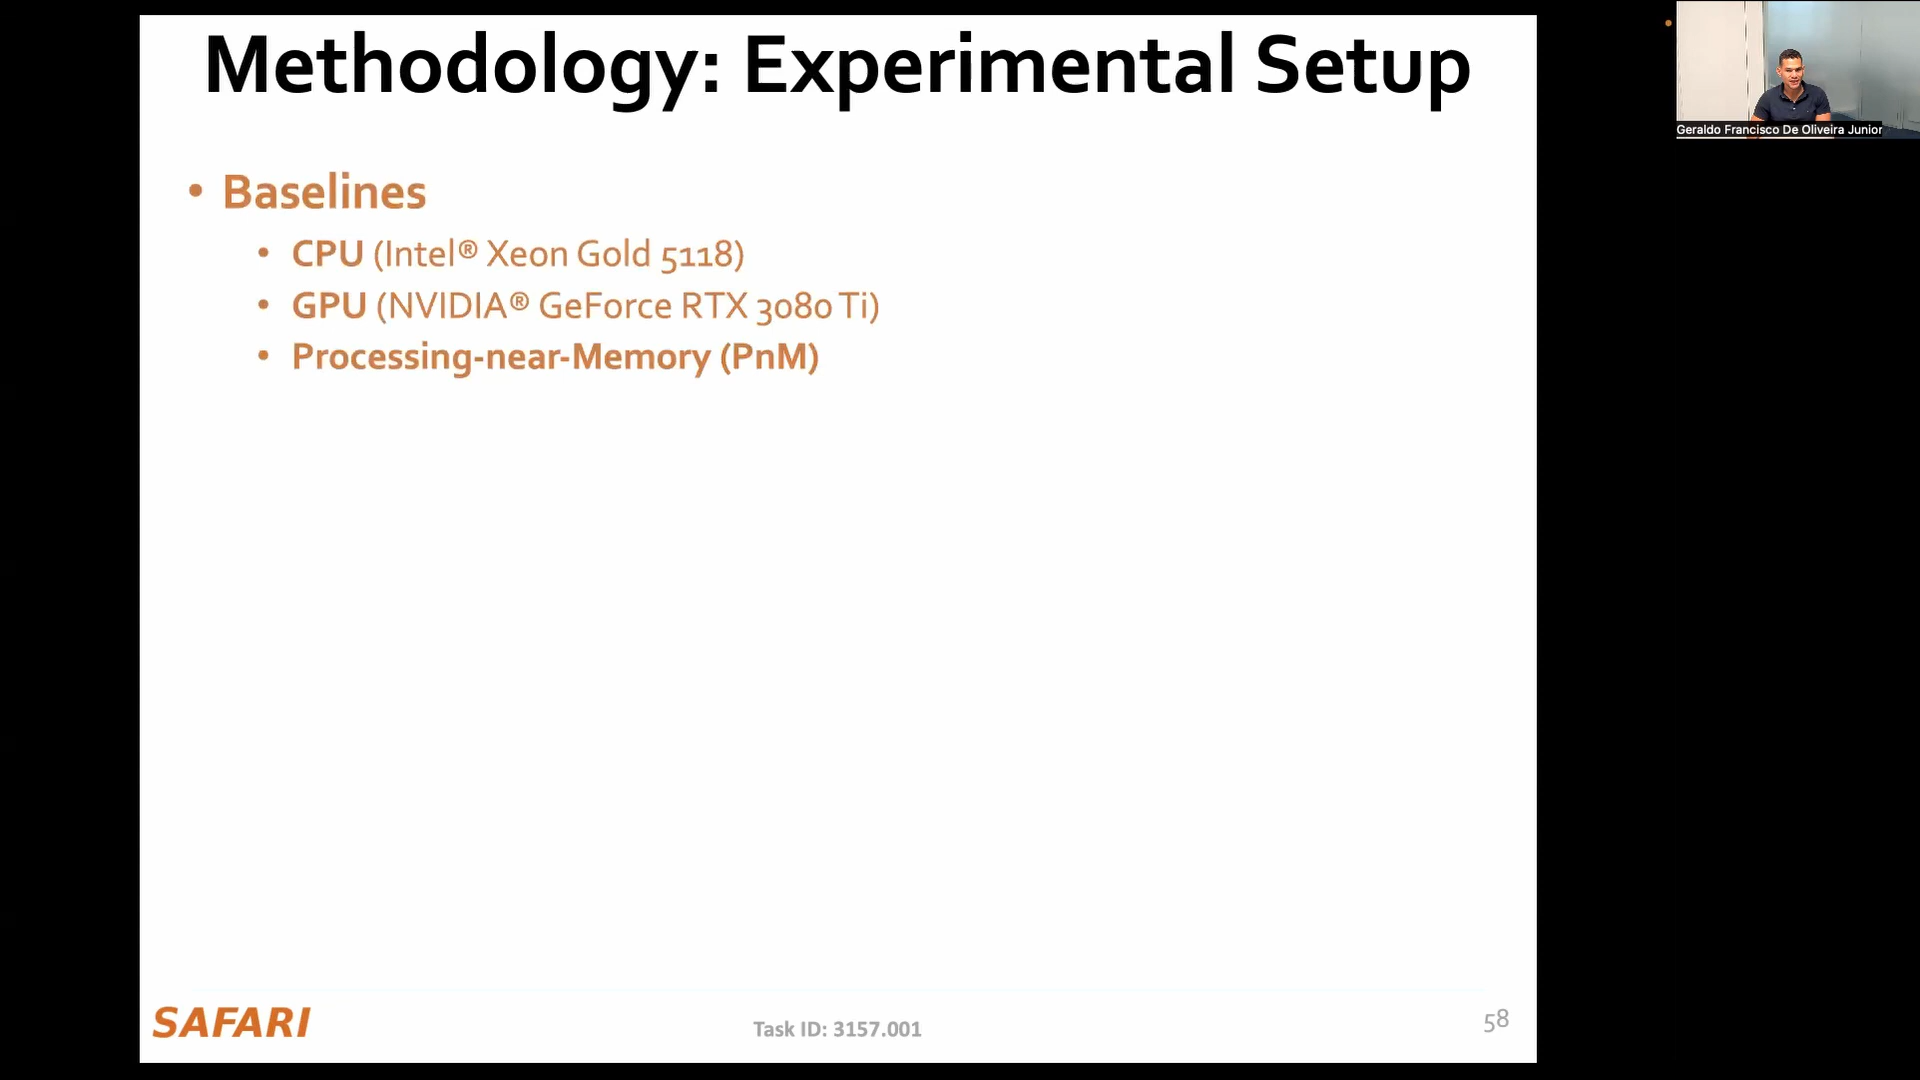 Methodology: Experimental Setup
• Baselines
• CPU (Intel® Xeon Gold 5118)
• GPU (NVIDIA® GeForce RTX 3080 Ti)
• Processing-near-Memory (PnM)
SAFARI
Task ID: 3157.001
58
Geraldo Francisco De Oliveira Junior